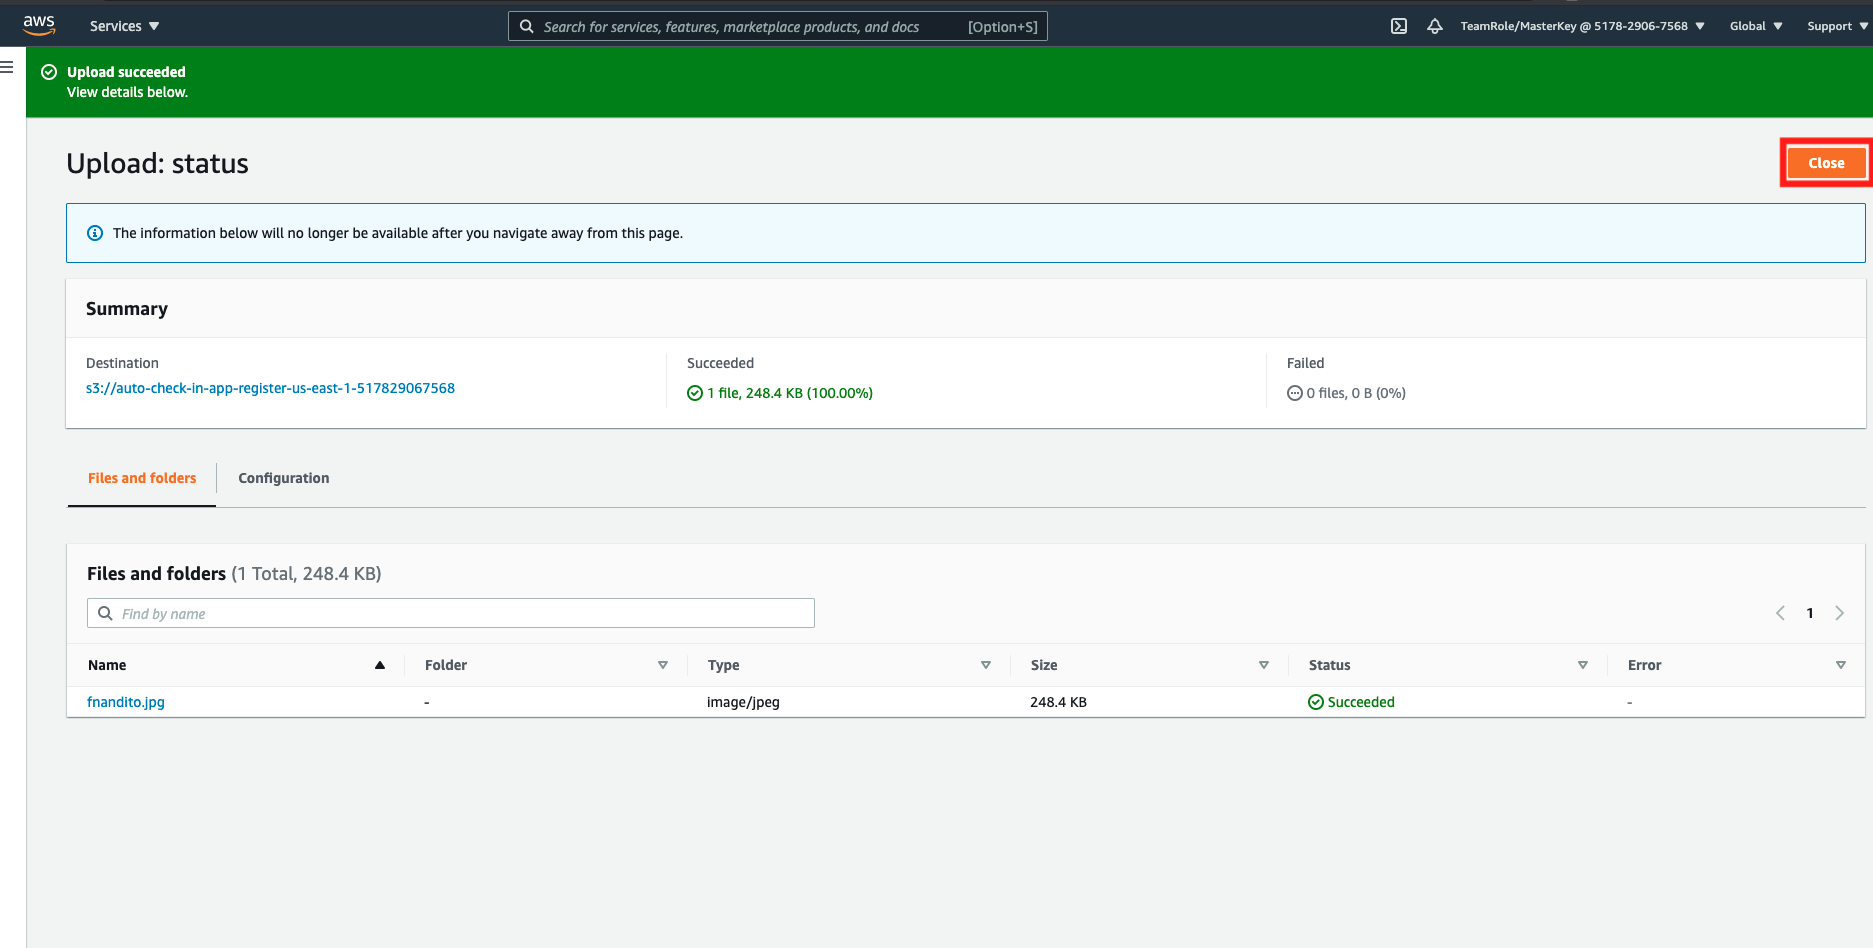 aws Services Search for services, features, marketplace products, and docs [Option+S] TeamRole/MasterKey @ 5178-2906-7568 Global Support
Upload succeeded
View details below.
Upload: status Close
The information below will no longer be available after you navigate away from this page.
Summary
Destination Succeeded Failed
s3://auto-check-in-app-register-us-east-1-517829067568 1 file, 248.4 KB (100.00%) 0 files, 0 B (0%)
Files and folders Configuration
Files and folders (1 Total, 248.4 KB)
Find by name 1
Name Folder Type Size Status Error
fnandito.jpg - image/jpeg 248.4 KB Succeeded -